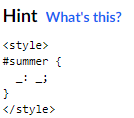 Hint What's this?
<style>
#summer {
  _: _;
}
</style>